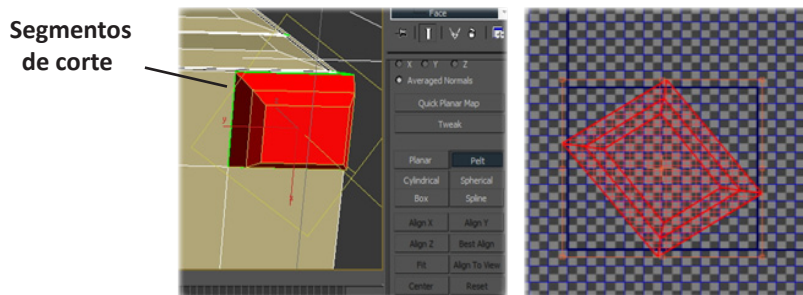 Segmentos
de corte
Face
X Y Z
Averaged Normals
Quick Planar Map
Tweak
Planar Pelt
Cylindrical Spherical
Box Spline
Align X Align Y
Align Z Best Align
Fit Align To View
Center Reset